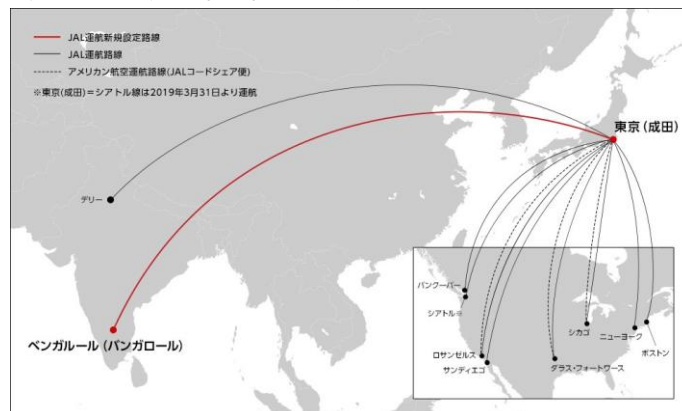 JAL運航新規設定路線
JAL運航路線
アメリカン航空運航路線(JALコードシェア便)
※東京(成田)=シアトル線は2019年3月31日より運航
東京(成田)
デリー
ベンガルール(バンガロール)
バンクーバー
シアトル※
シカゴ
ニューヨーク
ボストン
ロサンゼルス
サンディエゴ
ダラス・フォートワース